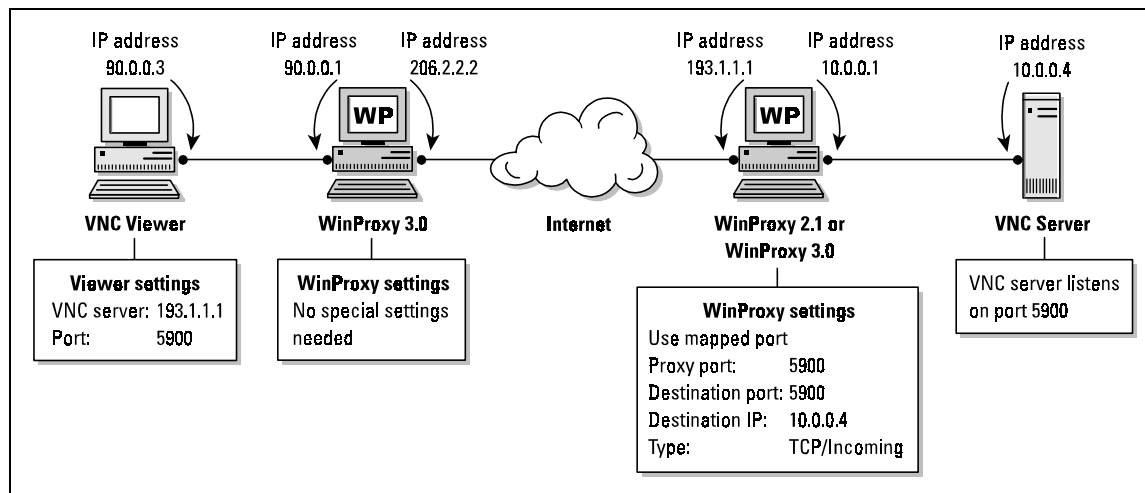 IP address
90.0.0.3
IP address
90.0.0.1
IP address
206.2.2.2
IP address
193.1.1.1
IP address
10.0.0.1
IP address
10.0.0.4
WP
WP
VNC Viewer
WinProxy 3.0
Internet
WinProxy 2.1 or
WinProxy 3.0
VNC Server
Viewer settings
VNC server: 193.1.1.1
Port: 5900
WinProxy settings
No special settings
needed
WinProxy settings
Use mapped port
Proxy port: 5900
Destination port: 5900
Destination IP: 10.0.0.4
Type: TCP/Incoming
VNC server listens
on port 5900